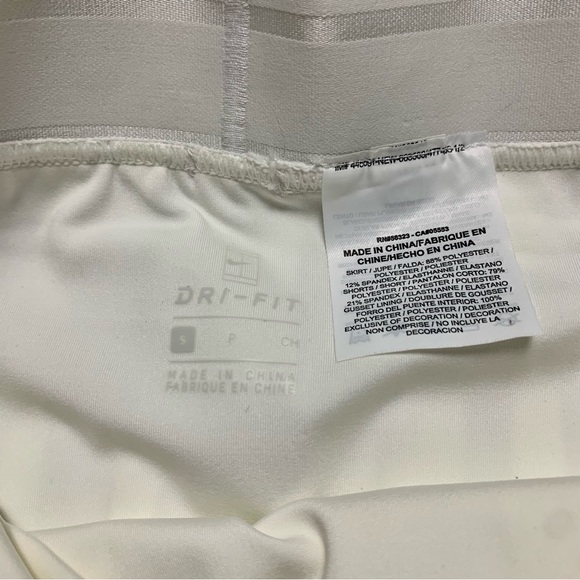 RN#56323 - CA#05553
MADE IN CHINA/FABRIQUE EN
CHINE/HECHO EN CHINA
SKIRT / JUPE / FALDA: 88% POLYESTER /
POLYESTER / POLIESTER
12% SPANDEX / ELASTHANNE / ELASTANO
SHORTS / SHORT / PANTALON CORTO: 79%
POLYESTER / POLYESTER / POLIESTER
21% SPANDEX / ELASTHANNE / ELASTANO
GUSSET LINING / DOUBLURE DE GOUSSET /
FORRO DEL FUERTE INTERIOR: 100%
POLYESTER / POLYESTER / POLIESTER
EXCLUSIVE OF DECORATION / DECORATION
NON COMPRISE / NO INCLUYE LA
DECORACION
DRI-FIT
S P CH
MADE IN CHINA
FABRIQUE EN CHINE